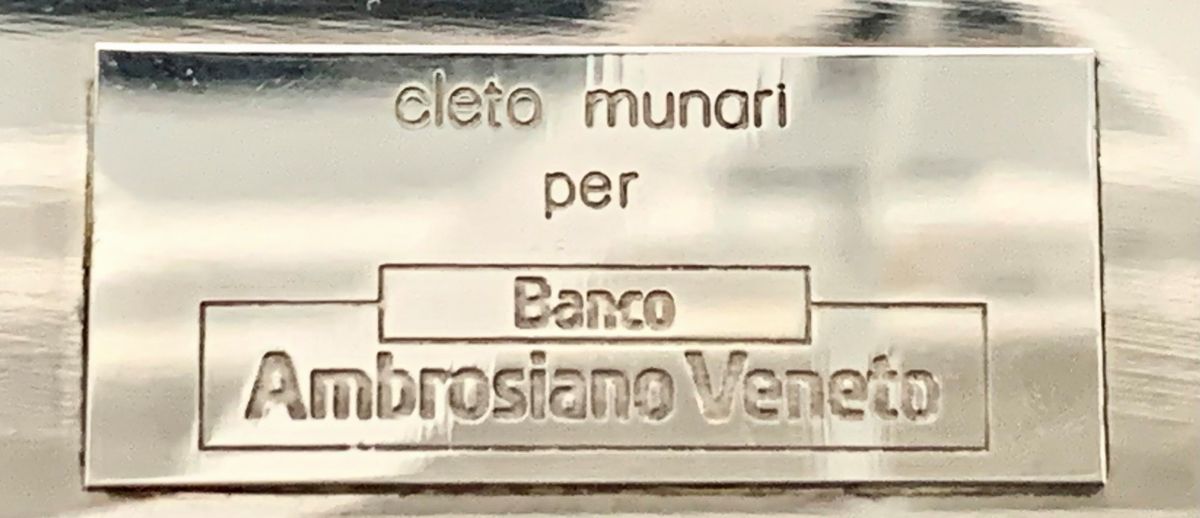 cleto munari
per
Banco
Ambrosiano Veneto